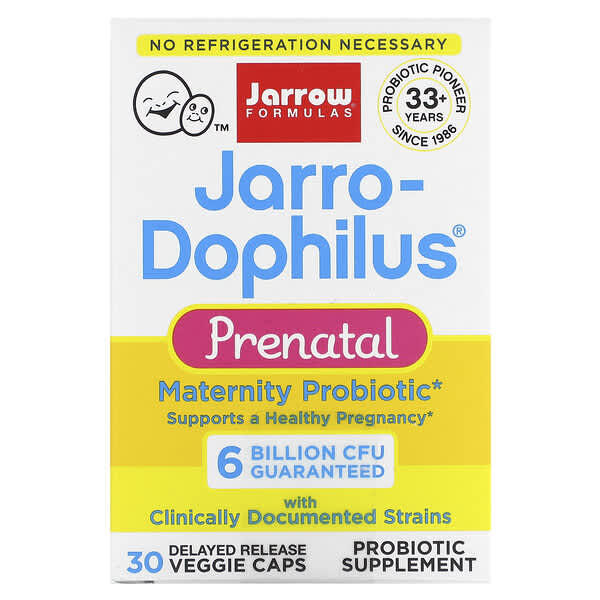 NO REFRIGERATION NECESSARY
TM
Jarrow
FORMULAS
PROBIOTIC PIONEER
33+
YEARS
SINCE 1986
Jarro-
Dophilus®
Prenatal
Maternity Probiotic*
Supports a Healthy Pregnancy*
6 BILLION CFU
GUARANTEED
with
Clinically Documented Strains
30 DELAYED RELEASE
VEGGIE CAPS
PROBIOTIC
SUPPLEMENT